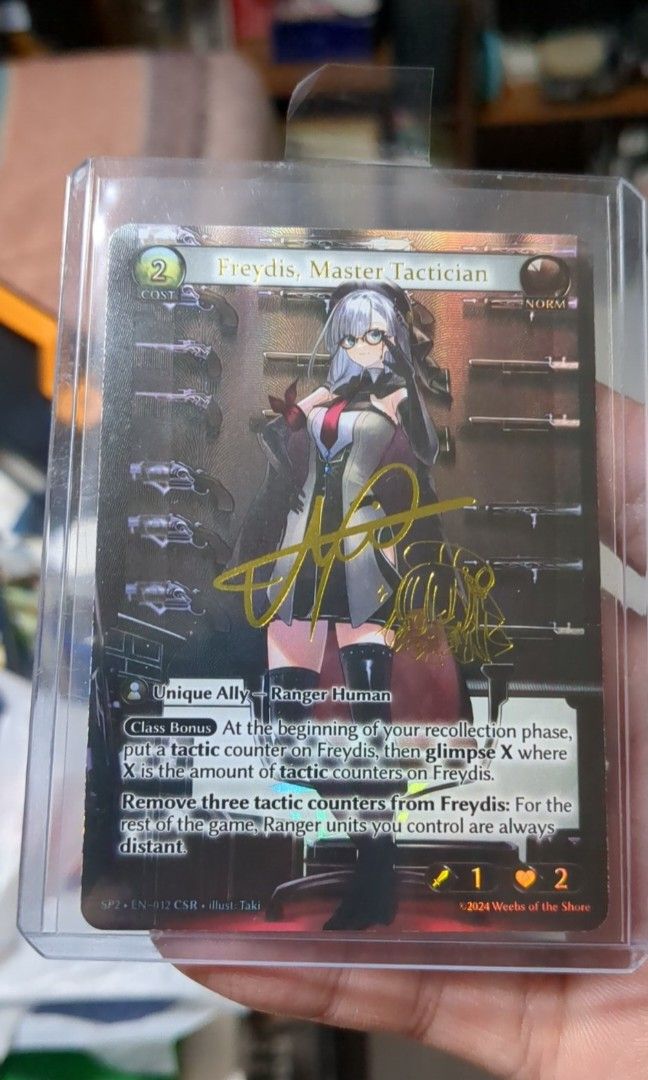 2
COST
Freydis, Master Tactician
NORM
Unique Ally — Ranger Human
Class Bonus At the beginning of your recollection phase,
put a tactic counter on Freydis, then glimpse X where
X is the amount of tactic counters on Freydis.
Remove three tactic counters from Freydis: For the
rest of the game, Ranger units you control are always
distant.
1 2
SP2 • EN-012 CSR • illust: Taki
©2024 Weebs of the Shore